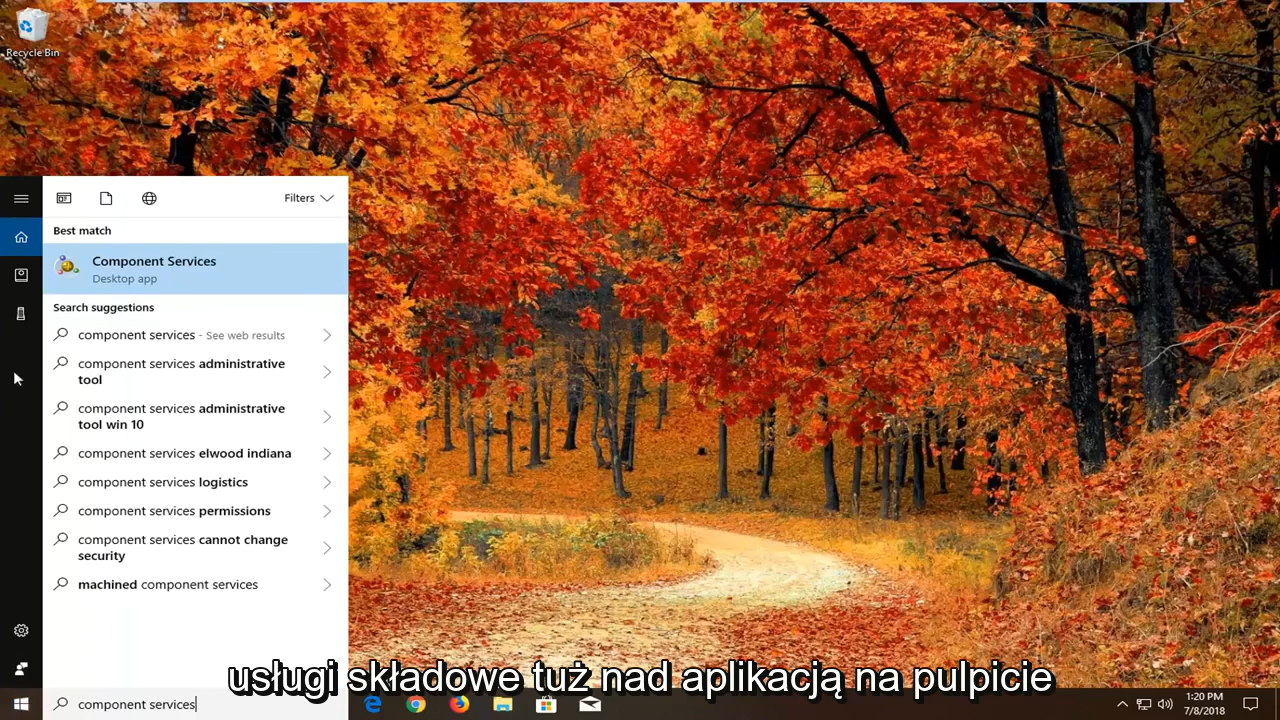 Recycle Bin
Filters
Best match
Component Services
Desktop app
Search suggestions
component services - See web results
component services administrative
tool
component services administrative
tool win 10
component services elwood indiana
component services logistics
component services permissions
component services cannot change
security
machined component services
usługi składowe tuż nad aplikacją na pulpicie
component services
1:20 PM
7/8/2018